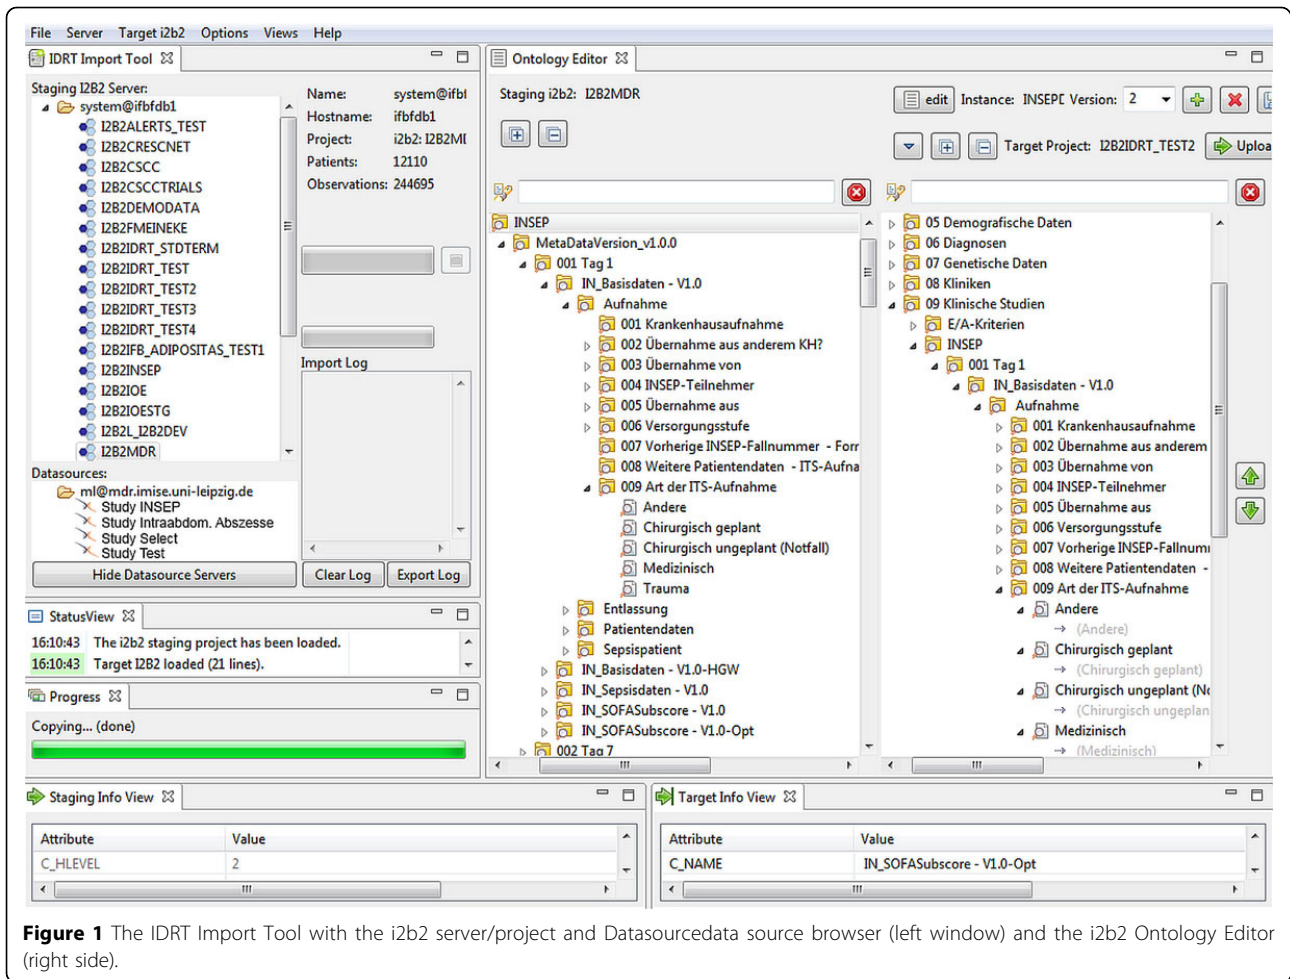 File Server Target i2b2 Options Views Help
IDRT Import Tool
Staging I2B2 Server:
system@ifbfdb1
I2B2ALERTS_TEST
I2B2CRESCNET
I2B2CSCC
I2B2CSCCTRIALS
I2B2DEMODATA
I2B2FMEINEKE
I2B2IDRT_STDTERM
I2B2IDRT_TEST
I2B2IDRT_TEST2
I2B2IDRT_TEST3
I2B2IDRT_TEST4
I2B2IFB_ADIPOSITAS_TEST1
I2B2INSEP
I2B2IOE
I2B2IOESTG
I2B2L_I2B2DEV
I2B2MDR
Datasources:
ml@mdr.imise.uni-leipzig.de
Study INSEP
Study Intraabdom. Abszesse
Study Select
Study Test
Hide Datasource Servers
Name: system@ifbf
Hostname: ifbfdb1
Project: i2b2: I2B2MI
Patients: 12110
Observations: 244695
Import Log
Clear Log Export Log
StatusView
16:10:43 The i2b2 staging project has been loaded.
16:10:43 Target I2B2 loaded (21 lines).
Progress
Copying... (done)
Ontology Editor
Staging i2b2: I2B2MDR
edit Instance: INSEP Version: 2
Target Project: I2B2IDRT_TEST2 Uploa
INSEP
MetaDataVersion_v1.0.0
001 Tag 1
IN_Basisdaten - V1.0
Aufnahme
001 Krankenhausaufnahme
002 Übernahme aus anderem KH?
003 Übernahme von
004 INSEP-Teilnehmer
005 Übernahme aus
006 Versorgungsstufe
007 Vorherige INSEP-Fallnummer - Forr
008 Weitere Patientendaten - ITS-Aufna
009 Art der ITS-Aufnahme
Andere
Chirurgisch geplant
Chirurgisch ungeplant (Notfall)
Medizinisch
Trauma
Entlassung
Patientendaten
Sepsispatient
IN_Basisdaten - V1.0-HGW
IN_Sepsisdaten - V1.0
IN_SOFASubscore - V1.0
IN_SOFASubscore - V1.0-Opt
002 Tag 7
05 Demografische Daten
06 Diagnosen
07 Genetische Daten
08 Kliniken
09 Klinische Studien
E/A-Kriterien
INSEP
001 Tag 1
IN_Basisdaten - V1.0
Aufnahme
001 Krankenhausaufnahme
002 Übernahme aus anderem
003 Übernahme von
004 INSEP-Teilnehmer
005 Übernahme aus
006 Versorgungsstufe
007 Vorherige INSEP-Fallnumi
008 Weitere Patientendaten -
009 Art der ITS-Aufnahme
Andere
(Andere)
Chirurgisch geplant
(Chirurgisch geplant)
Chirurgisch ungeplant (No
(Chirurgisch ungeplan
Medizinisch
(Medizinisch)
Staging Info View
Attribute Value
C_HLEVEL 2
Target Info View
Attribute Value
C_NAME IN_SOFASubscore - V1.0-Opt
Figure 1 The IDRT Import Tool with the i2b2 server/project and Datasourcedata source browser (left window) and the i2b2 Ontology Editor
(right side).